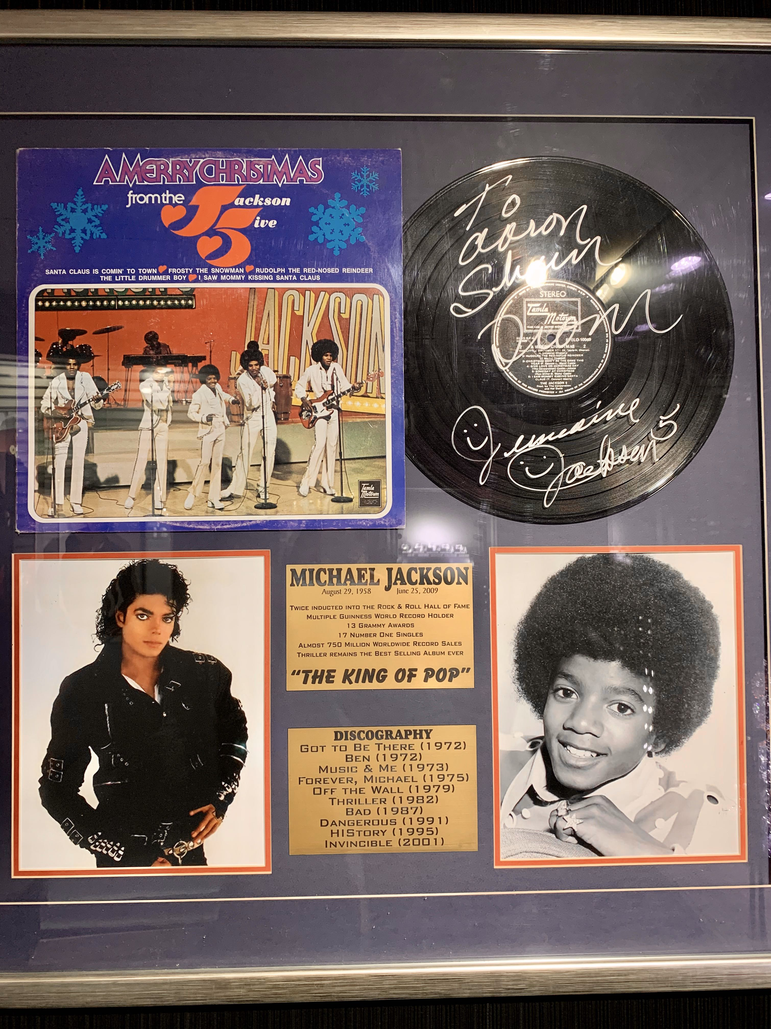 A MERRY CHRISTMAS
from the Jackson 5ive
SANTA CLAUS IS COMIN' TO TOWN FROSTY THE SNOWMAN RUDOLPH THE RED-NOSED REINDEER
THE LITTLE DRUMMER BOY I SAW MOMMY KISSING SANTA CLAUS
JACKSON
Tamla
Motown
To
aaron
Shawn
STEREO
Tamla Motown
Jermaine
Jackson 5
MICHAEL JACKSON
August 29, 1958 June 25, 2009
TWICE INDUCTED INTO THE ROCK & ROLL HALL OF FAME
MULTIPLE GUINNESS WORLD RECORD HOLDER
13 GRAMMY AWARDS
17 NUMBER ONE SINGLES
ALMOST 750 MILLION WORLDWIDE RECORD SALES
THRILLER REMAINS THE BEST SELLING ALBUM EVER
"THE KING OF POP"
DISCOGRAPHY
GOT TO BE THERE (1972)
BEN (1972)
MUSIC & ME (1973)
FOREVER, MICHAEL (1975)
OFF THE WALL (1979)
THRILLER (1982)
BAD (1987)
DANGEROUS (1991)
HISTORY (1995)
INVINCIBLE (2001)